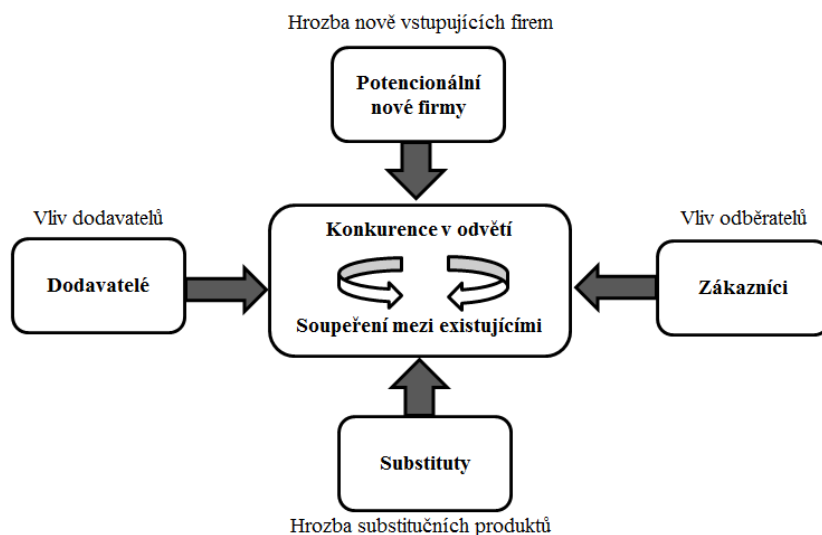 Hrozba nově vstupujících firem
Potencionální
nové firmy
Vliv dodavatelů
Vliv odběratelů
Konkurence v odvětí
Dodavatelé
Zákazníci
Soupeření mezi existujícími
Substituty
Hrozba substitučních produktů